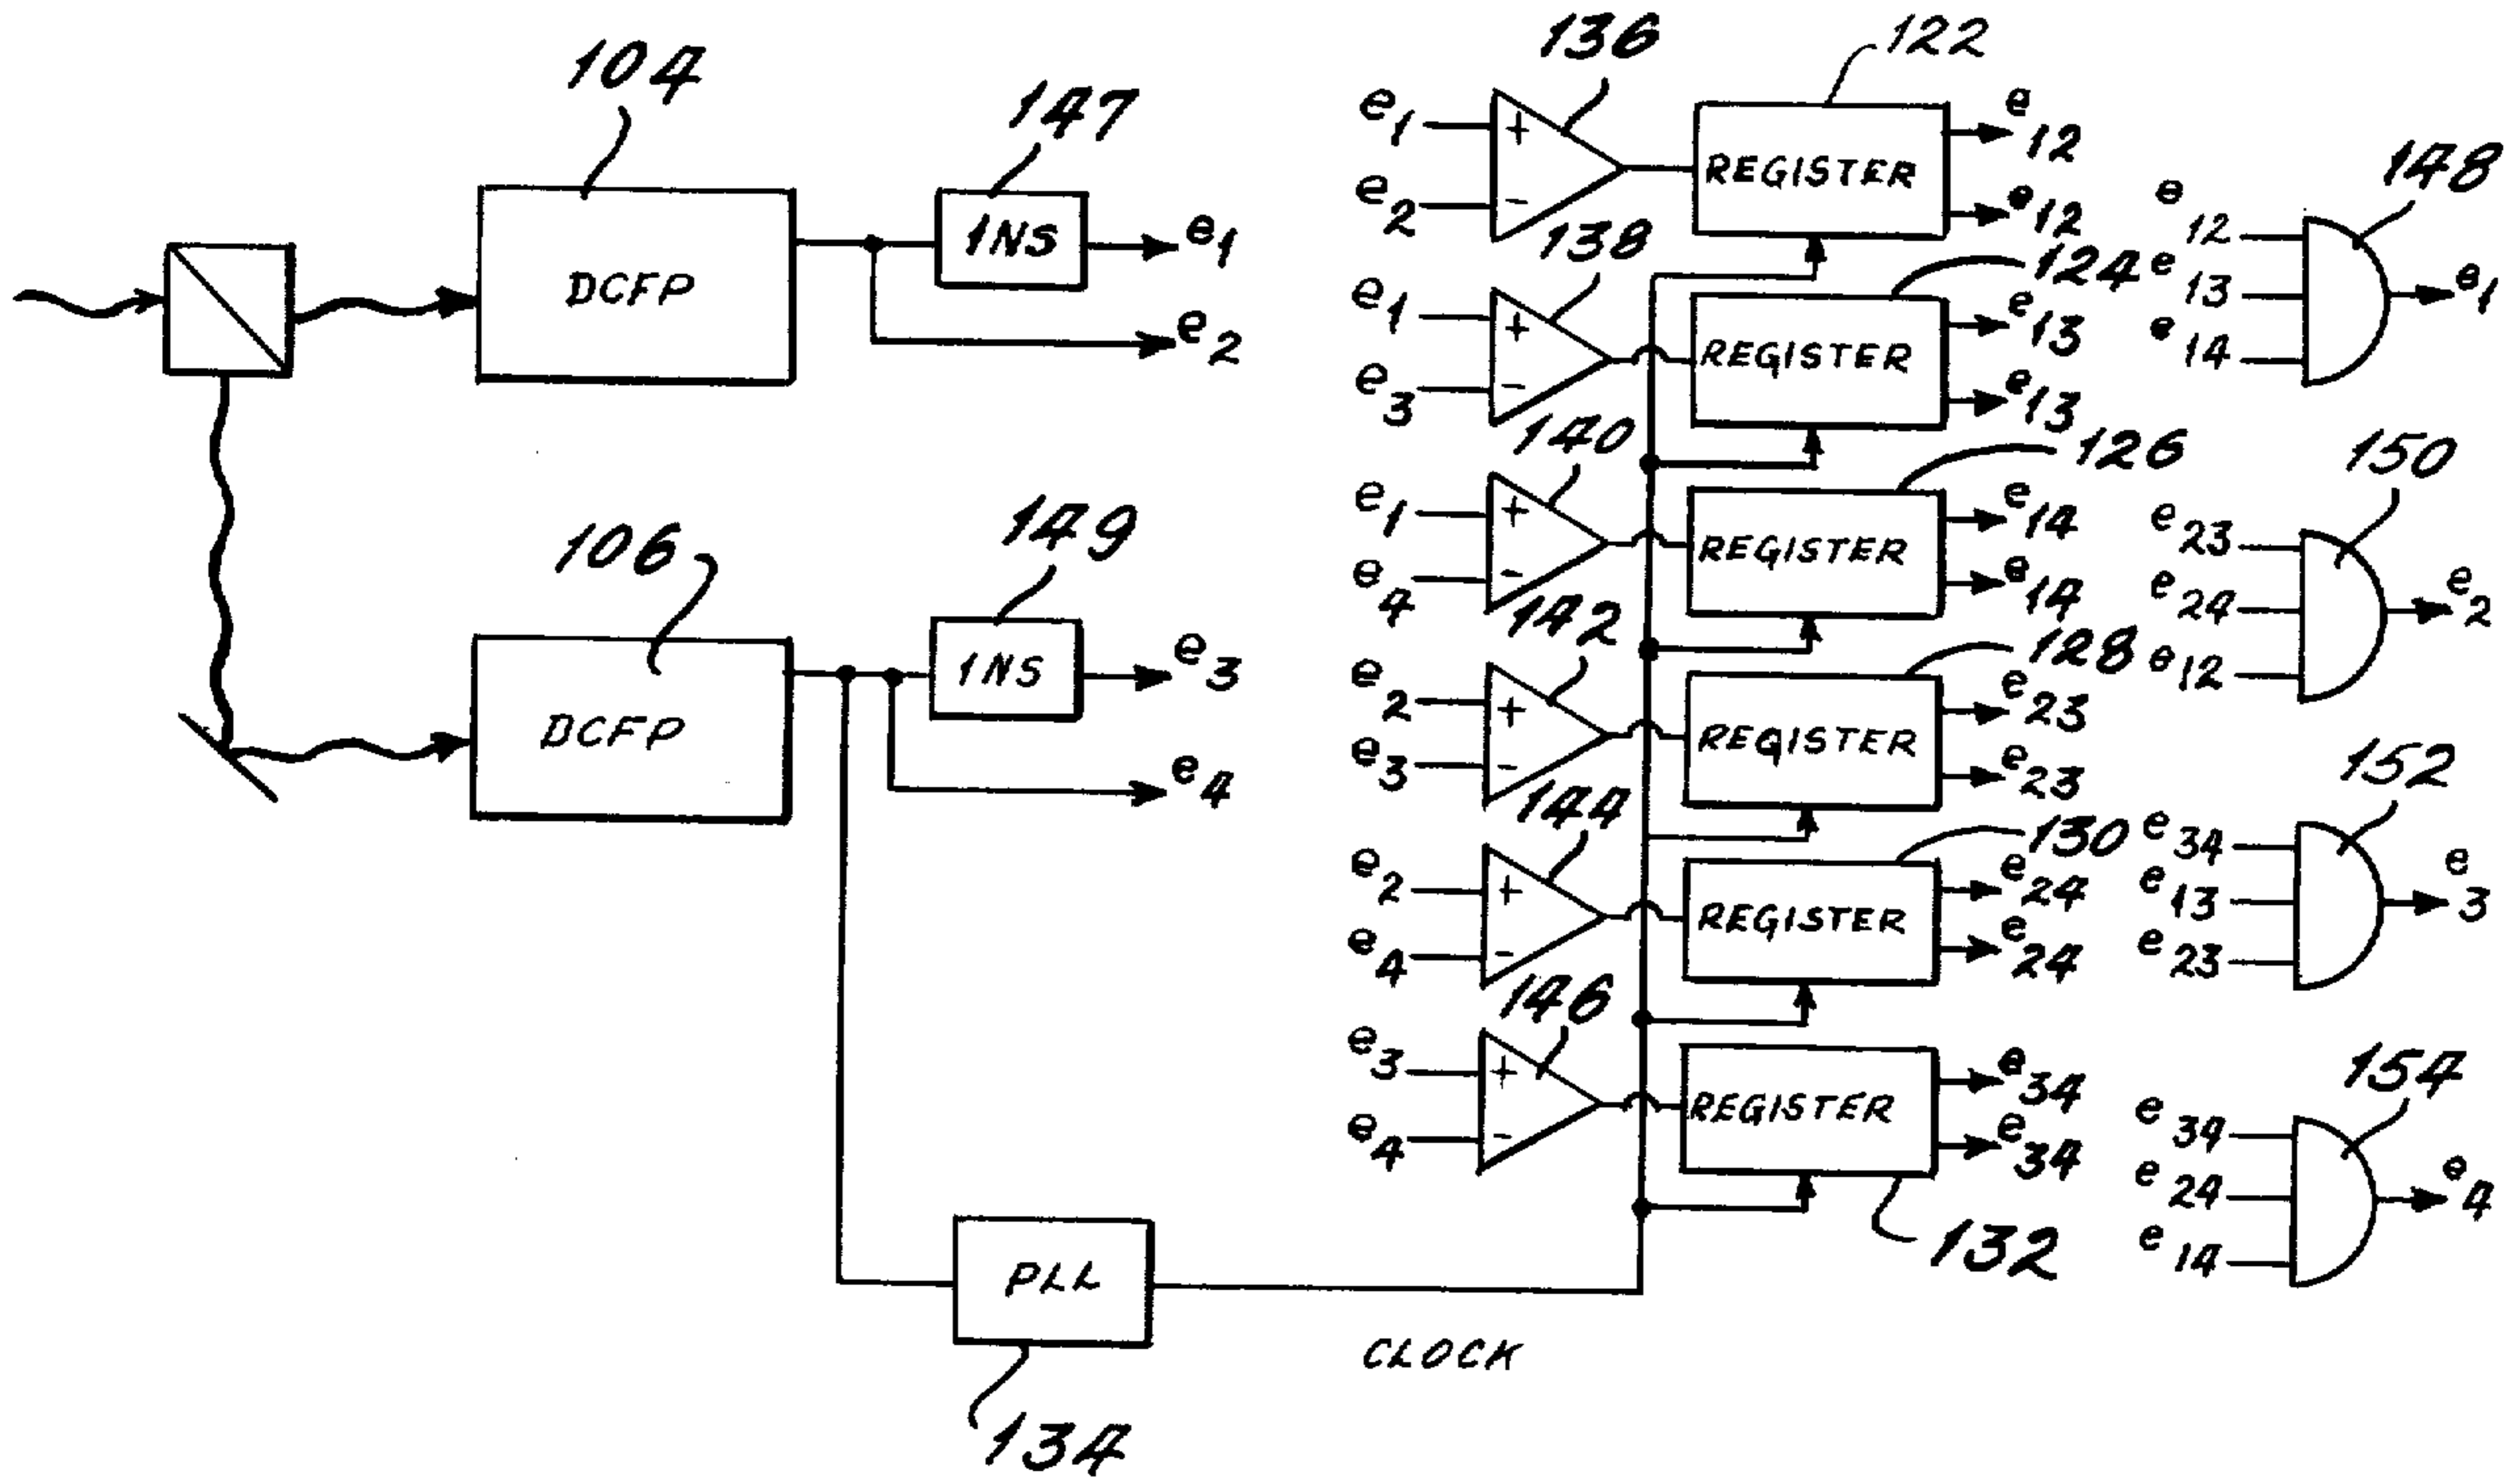 104
DCFP
147
INS
e1
e2
106
DCFP
149
INS
e3
e4
PLL
134
CLOCK
136
e1
e2
+
-
122
REGISTER
e12
e12
138
e1
e3
+
-
124
REGISTER
e13
e13
140
e1
e4
+
-
126
REGISTER
e14
e14
142
e2
e3
+
-
128
REGISTER
e23
e23
144
e2
e4
+
-
130
REGISTER
e24
e24
146
e3
e4
+
-
132
REGISTER
e34
e34
148
e12
e13
e14
e1
150
e23
e24
e12
e2
152
e34
e13
e23
e3
154
e34
e24
e14
e4